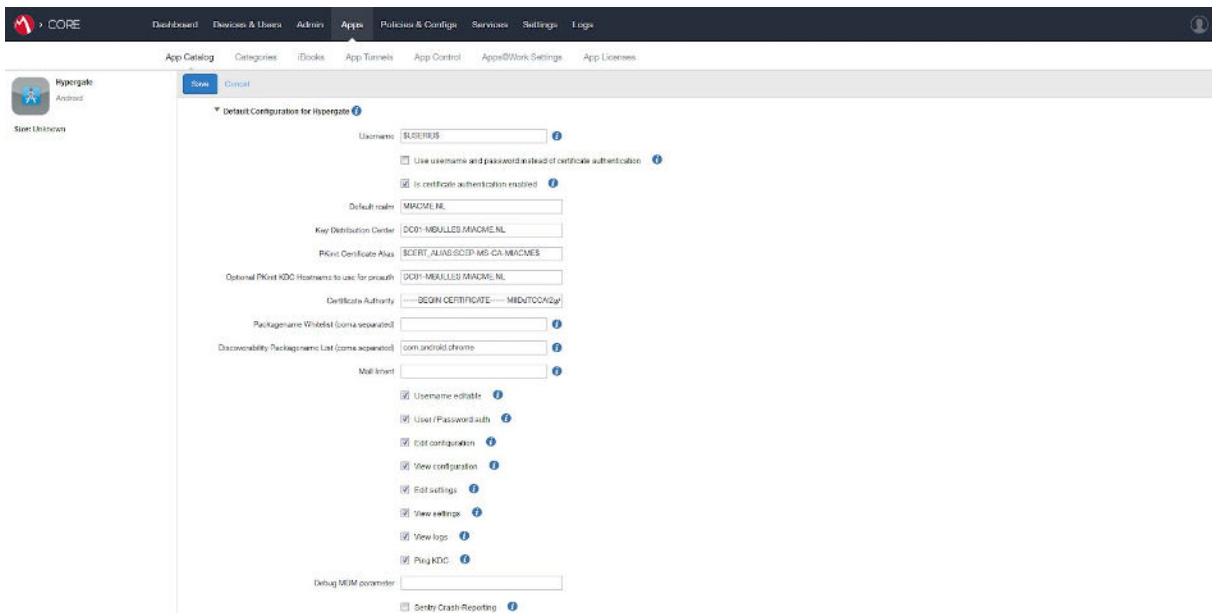 CORE
Dashboard Devices & Users Admin Apps Policies & Configs Services Settings Logs
App Catalog Categories iBooks App Tunnels App Control Apps@Work Settings App Licenses
Hypergate
Android
Size: Unknown
Save Cancel
Default Configuration for Hypergate
Username $USERID$
Use username and password instead of certificate authentication
Is certificate authentication enabled
Default realm MIACME.NL
Key Distribution Center DC01-MBULLES.MIACME.NL
PKinit Certificate Alias $CERT_ALIAS:SCEP-MS-CA-MIACME$
Optional PKinit KDC Hostname to use for preauth DC01-MBULLES.MIACME.NL
Certificate Authority -----BEGIN CERTIFICATE-----
Packagename Whitelist (coma separated)
Discoverability Packagename List (coma separated) com.android.chrome
Mail Intent
Username editable
User / Password auth
Edit configuration
View configuration
Edit settings
View settings
View logs
Ping KDC
Debug MDM parameter
Sentry Crash-Reporting